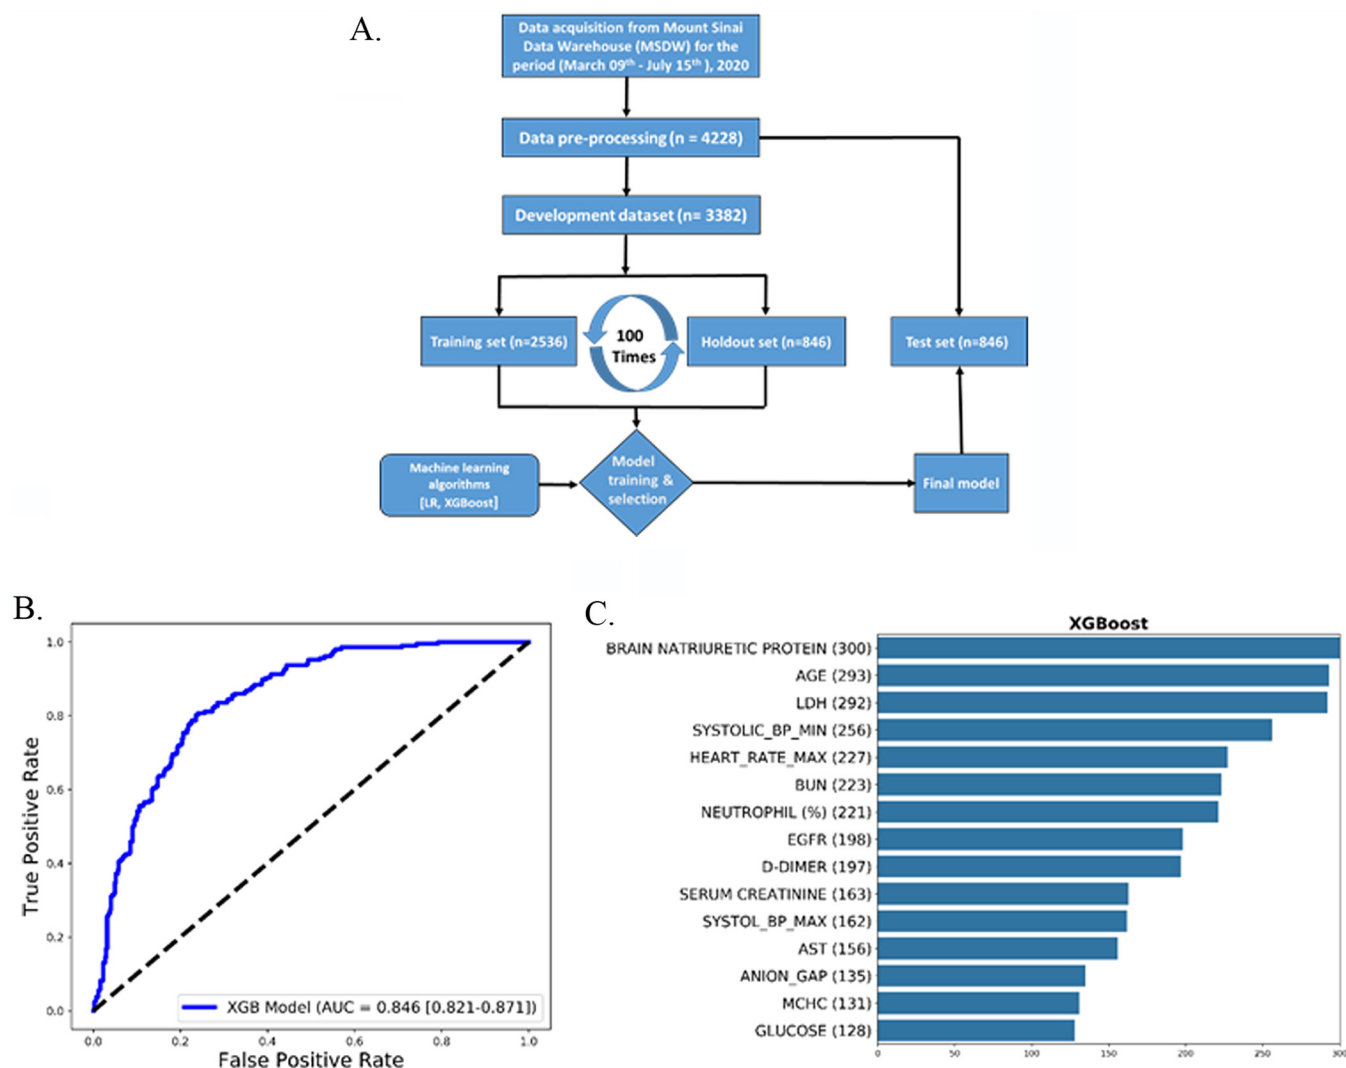 A.
Data acquisition from Mount Sinai
Data Warehouse (MSDW) for the
period (March 09th - July 15th ), 2020
Data pre-processing (n = 4228)
Development dataset (n= 3382)
Training set (n=2536)
100
Times
Holdout set (n=846)
Test set (n=846)
Machine learning
algorithms
[LR, XGBoost]
Model
training &
selection
Final model
B.
1.0
0.8
0.6
0.4
0.2
0.0
True Positive Rate
XGB Model (AUC = 0.846 [0.821-0.871])
0.0
0.2
0.4
0.6
0.8
1.0
False Positive Rate
C.
XGBoost
BRAIN NATRIURETIC PROTEIN (300)
AGE (293)
LDH (292)
SYSTOLIC_BP_MIN (256)
HEART_RATE_MAX (227)
BUN (223)
NEUTROPHIL (%) (221)
EGFR (198)
D-DIMER (197)
SERUM CREATININE (163)
SYSTOL_BP_MAX (162)
AST (156)
ANION_GAP (135)
MCHC (131)
GLUCOSE (128)
0
50
100
150
200
250
300